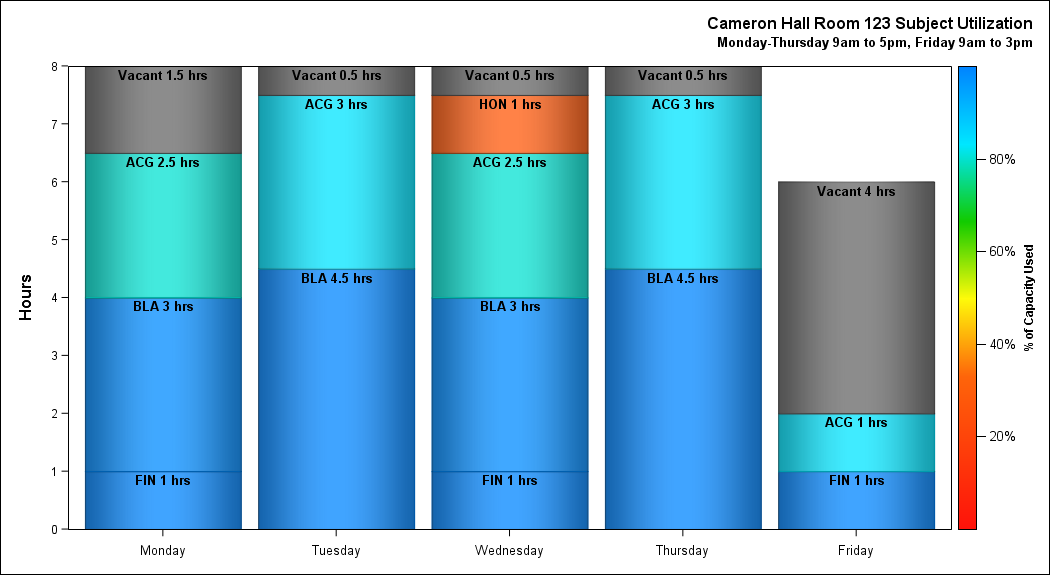 Cameron Hall Room 123 Subject Utilization
Monday-Thursday 9am to 5pm, Friday 9am to 3pm
Hours
8
7
6
5
4
3
2
1
0
Vacant 1.5 hrs
ACG 2.5 hrs
BLA 3 hrs
FIN 1 hrs
Vacant 0.5 hrs
ACG 3 hrs
BLA 4.5 hrs
Vacant 0.5 hrs
HON 1 hrs
ACG 2.5 hrs
BLA 3 hrs
FIN 1 hrs
Vacant 0.5 hrs
ACG 3 hrs
BLA 4.5 hrs
Vacant 4 hrs
ACG 1 hrs
FIN 1 hrs
Monday
Tuesday
Wednesday
Thursday
Friday
80%
60%
40%
20%
% of Capacity Used